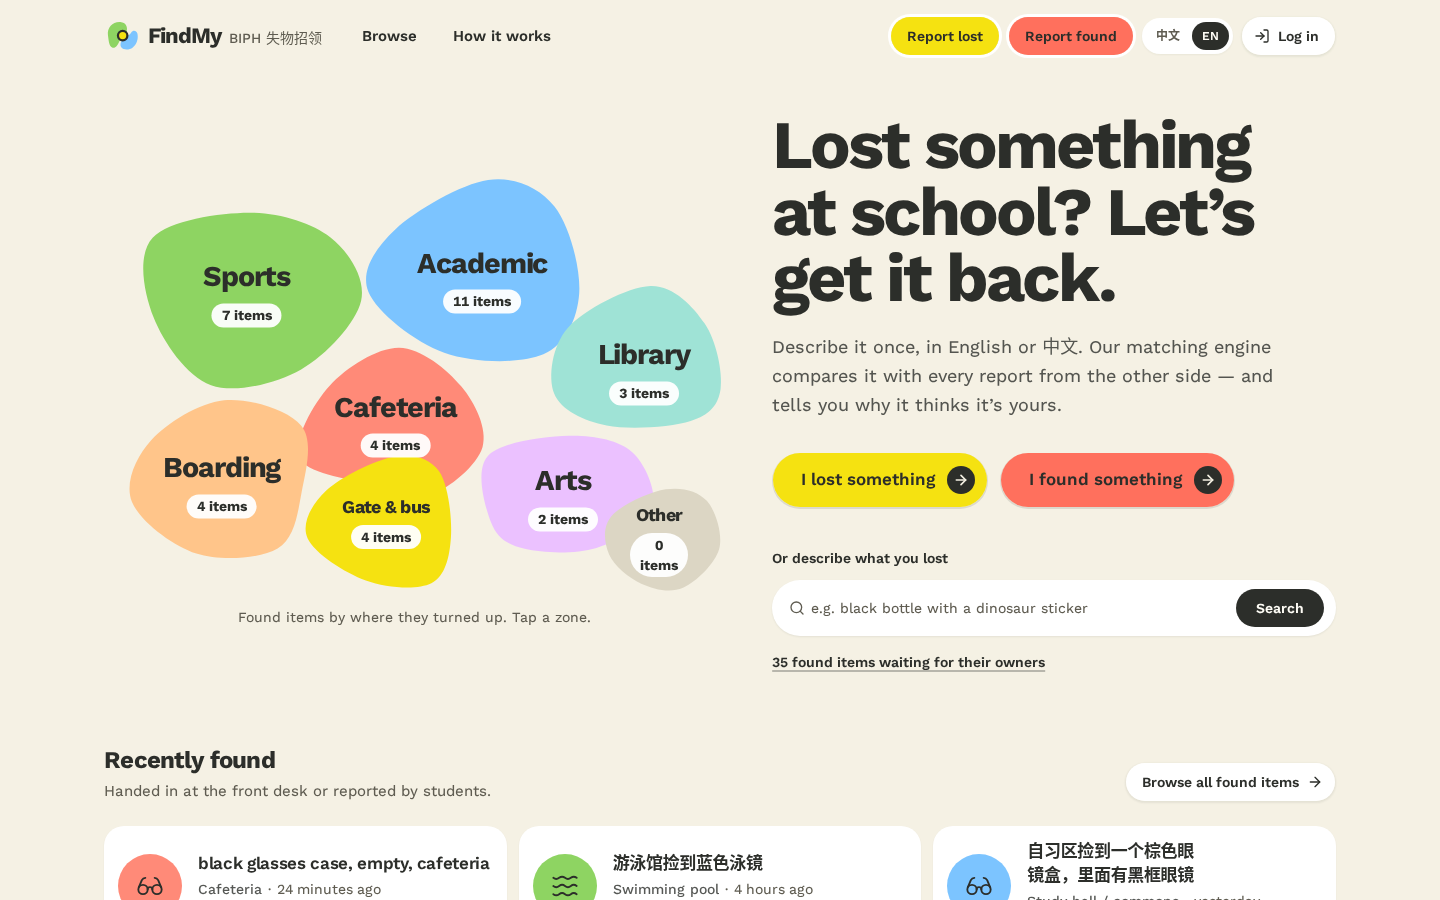 FindMy BIPH 失物招领
Browse
How it works
Report lost
Report found
中文
EN
Log in
Sports
7 items
Academic
11 items
Library
3 items
Cafeteria
4 items
Boarding
4 items
Gate & bus
4 items
Arts
2 items
Other
0
items
Found items by where they turned up. Tap a zone.
Lost something
at school? Let’s
get it back.
Describe it once, in English or 中文. Our matching engine
compares it with every report from the other side — and
tells you why it thinks it’s yours.
I lost something
I found something
Or describe what you lost
e.g. black bottle with a dinosaur sticker
Search
35 found items waiting for their owners
Recently found
Handed in at the front desk or reported by students.
Browse all found items
black glasses case, empty, cafeteria
Cafeteria · 24 minutes ago
游泳馆捡到蓝色泳镜
Swimming pool · 4 hours ago
自习区捡到一个棕色眼
镜盒，里面有黑框眼镜
Study hall / commons · yesterday